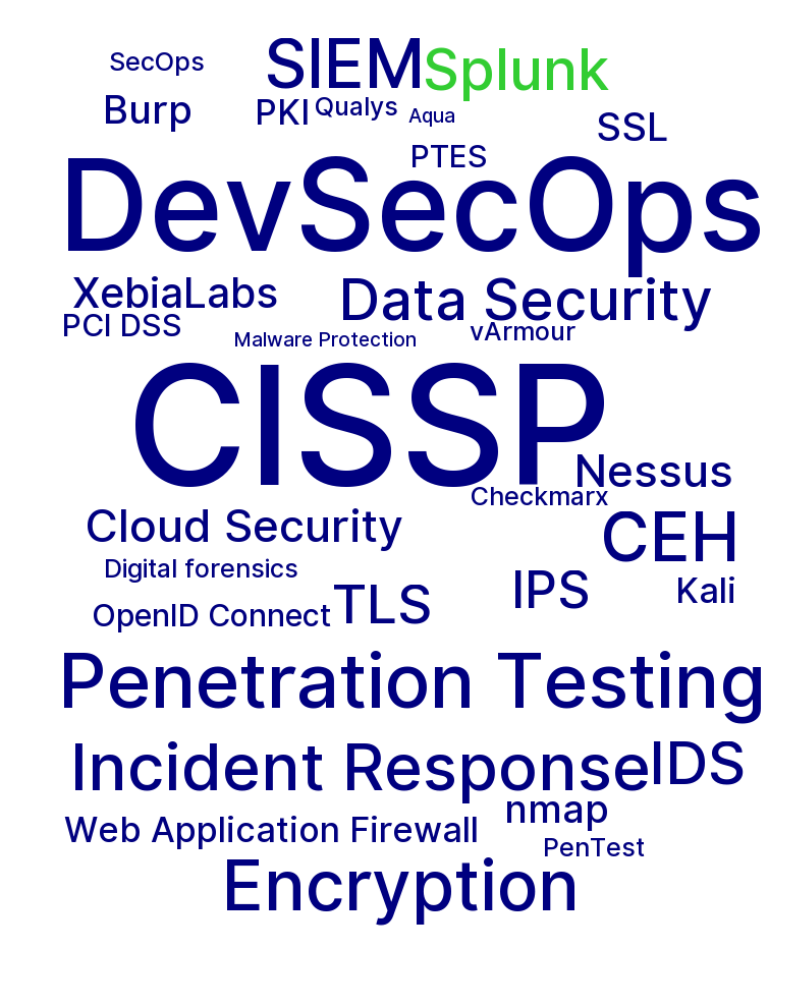 SIEM Splunk
SecOps
Burp PKI Qualys Aqua
SSL
PTES
DevSecOps
XebiaLabs Data Security
PCI DSS vArmour
Malware Protection
CISSP
Nessus
Checkmarx
Cloud Security CEH
Digital forensics
IPS Kali
OpenID Connect TLS
Penetration Testing
Incident Response IDS
nmap
Web Application Firewall
PenTest
Encryption